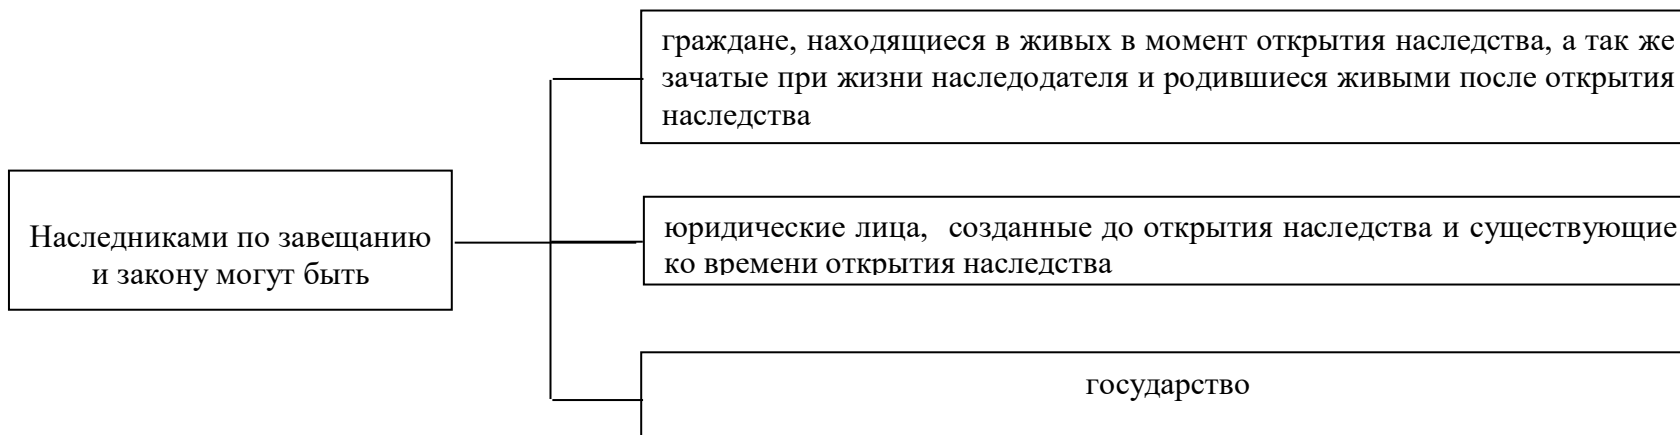 граждане, находящиеся в живых в момент открытия наследства, а так же
зачатые при жизни наследодателя и родившиеся живыми после открытия
наследства
Наследниками по завещанию
и закону могут быть
юридические лица, созданные до открытия наследства и существующие
ко времени открытия наследства
государство